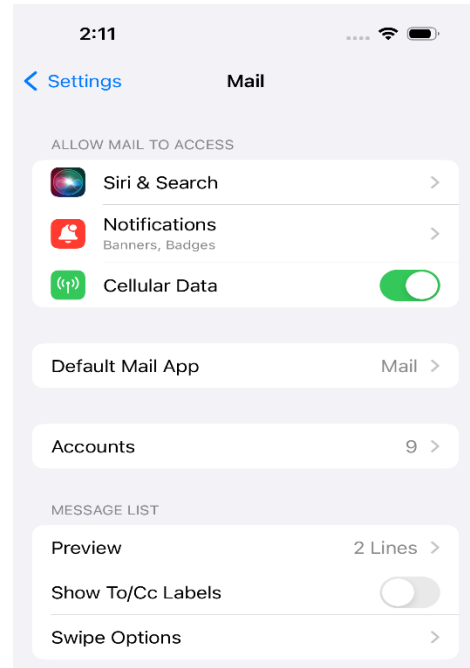 2:11
Settings
Mail
ALLOW MAIL TO ACCESS
Siri & Search
Notifications
Banners, Badges
Cellular Data
Default Mail App Mail
Accounts 9
MESSAGE LIST
Preview 2 Lines
Show To/Cc Labels
Swipe Options